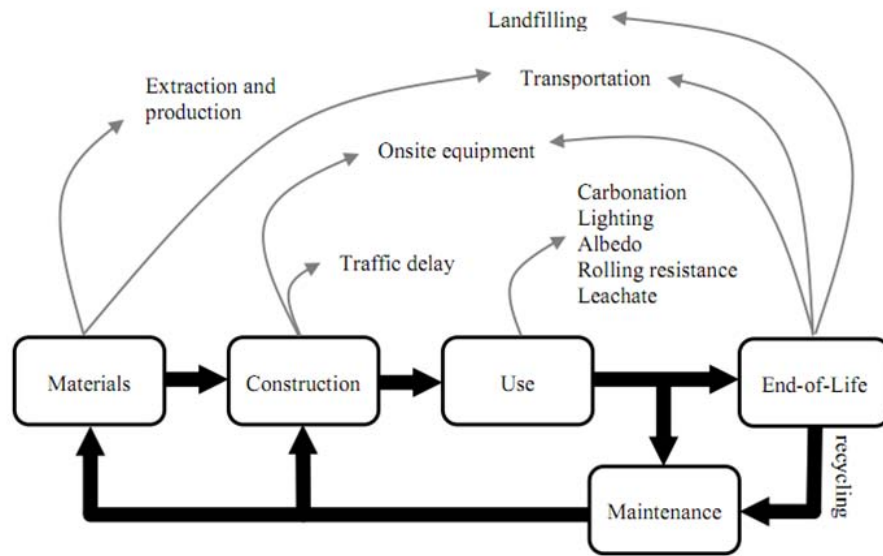 Landfilling
Extraction and
production
Transportation
Onsite equipment
Carbonation
Lighting
Albedo
Rolling resistance
Leachate
Traffic delay
Materials
Construction
Use
End-of-Life
recycling
Maintenance